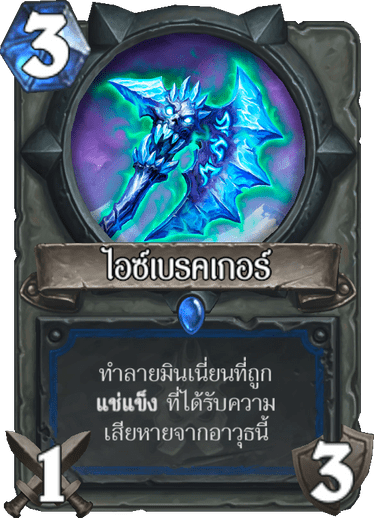 3
ไอซ์เบรคเกอร์
ทำลายมินเนี่ยนที่ถูก
แช่แข็ง ที่ได้รับความ
เสียหายจากอาวุธนี้
1
3